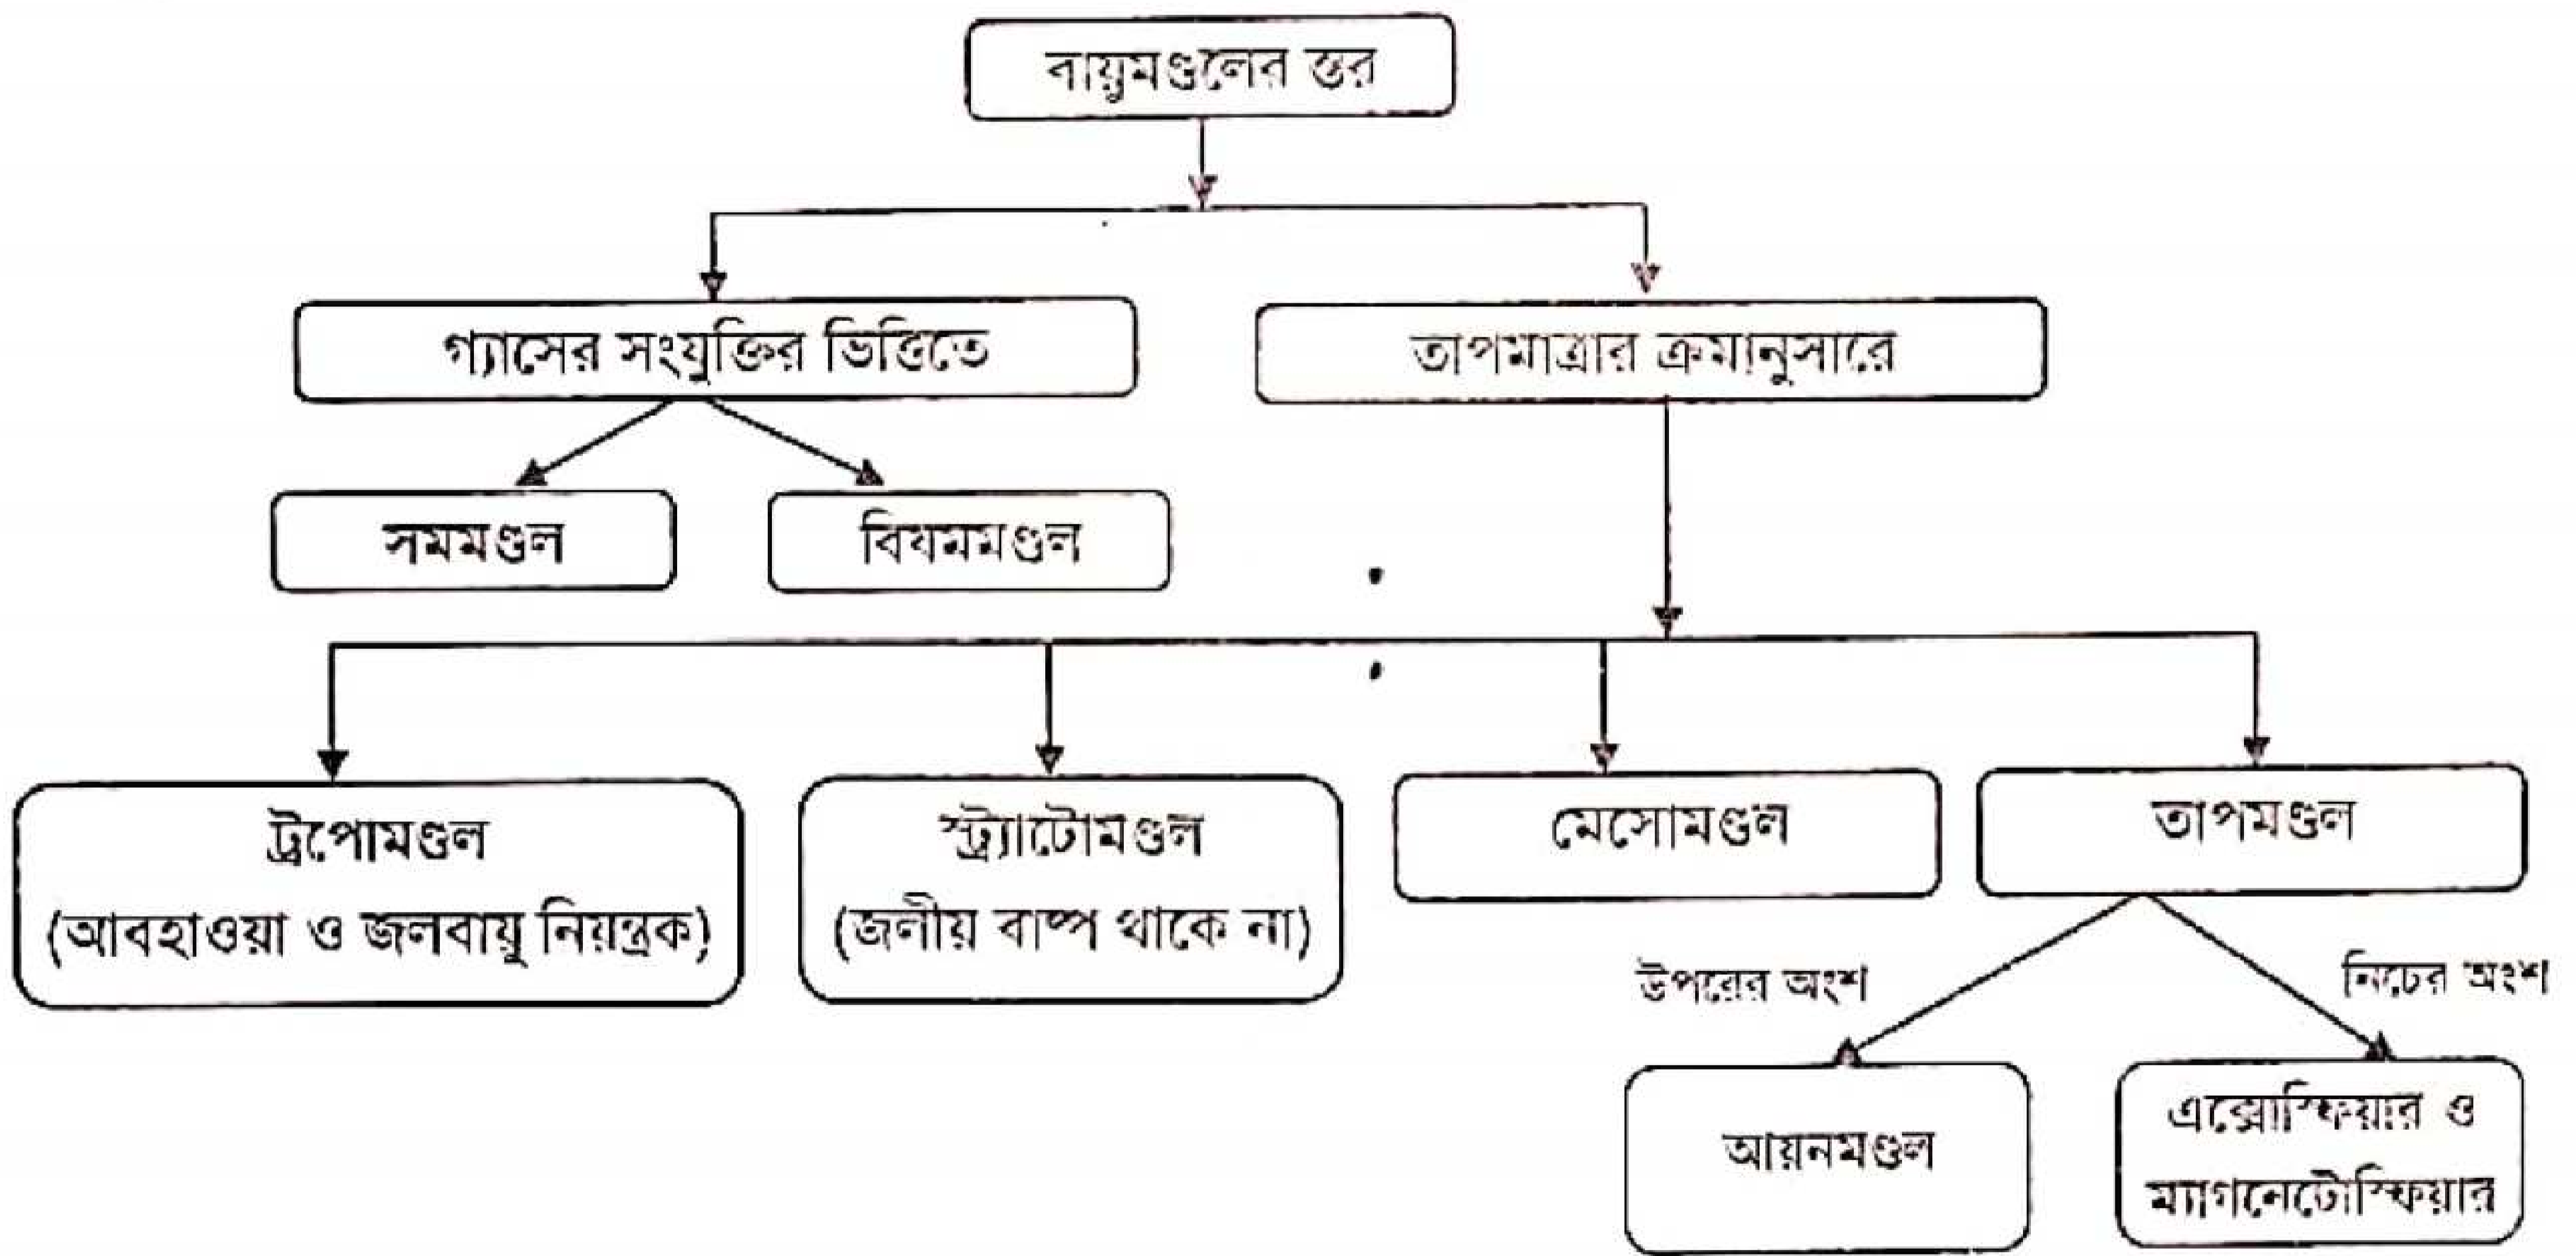 বায়ুমণ্ডলের স্তর
গ্যাসের সংযুক্তির ভিত্তিতে
তাপমাত্রার ক্রমানুসারে
সমমণ্ডল
বিষমমণ্ডল
ট্রপোমণ্ডল
(আবহাওয়া ও জলবায়ু নিয়ন্ত্রক)
স্ট্র্যাটোমণ্ডল
(জলীয় বাষ্প থাকে না)
মেসোমণ্ডল
তাপমণ্ডল
উপরের অংশ
নিচের অংশ
আয়নমণ্ডল
এক্সোস্ফিয়ার ও
ম্যাগনেটোস্ফিয়ার